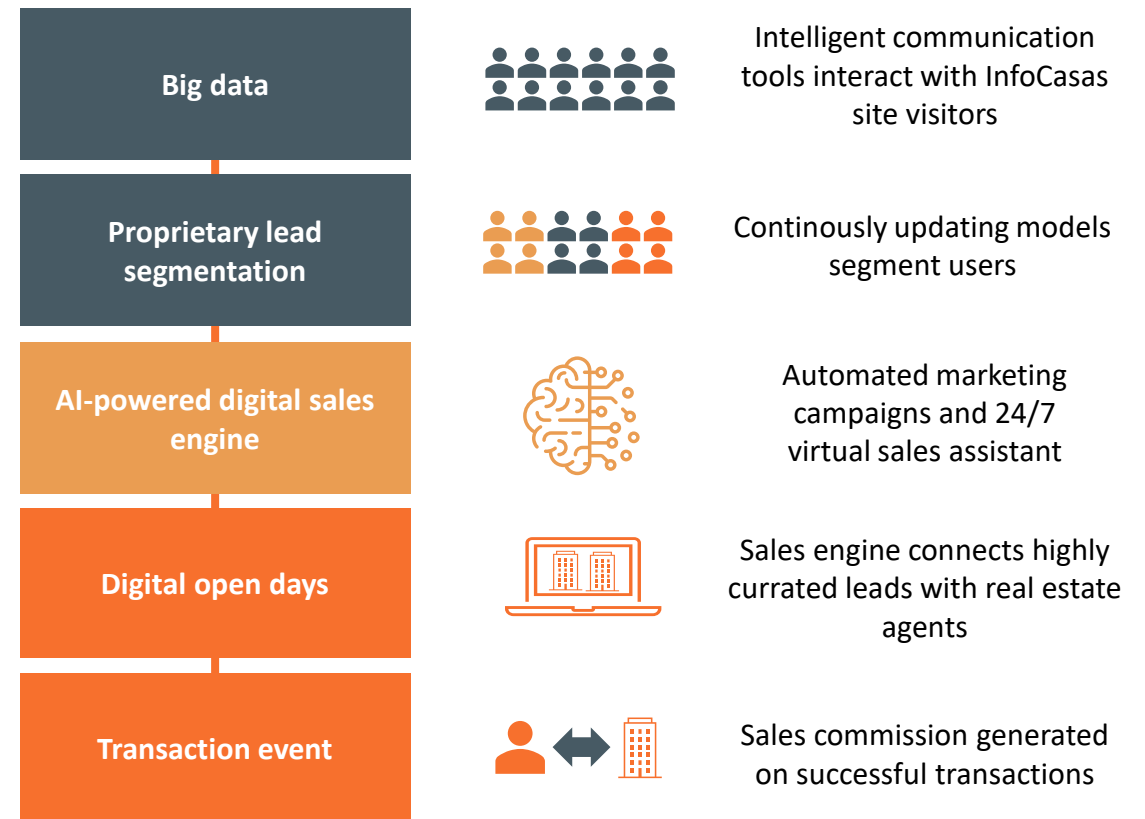 Big data
Intelligent communication
tools interact with InfoCasas
site visitors
Proprietary lead
segmentation
Continously updating models
segment users
AI-powered digital sales
engine
Automated marketing
campaigns and 24/7
virtual sales assistant
Digital open days
Sales engine connects highly
currated leads with real estate
agents
Transaction event
Sales commission generated
on successful transactions